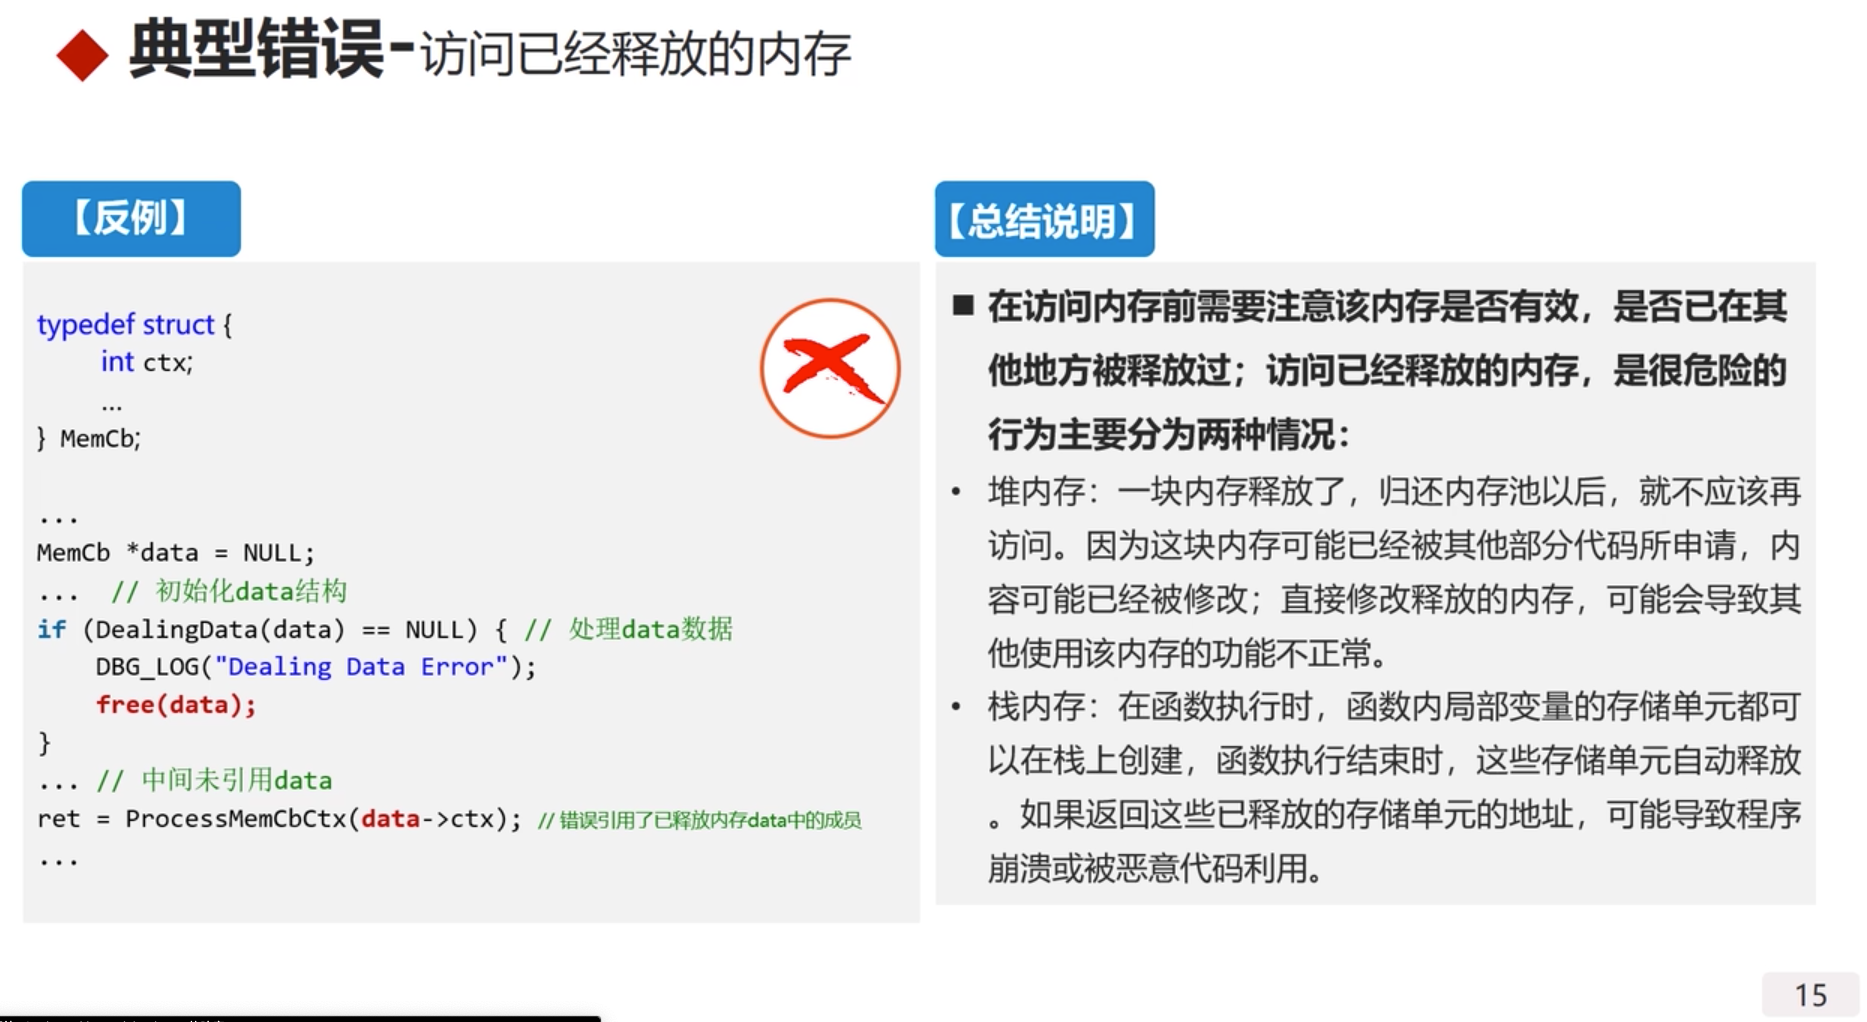 典型错误-访问已经释放的内存
【反例】
typedef struct {
int ctx;
...
} MemCb;
...
MemCb *data = NULL;
... // 初始化data结构
if (DealingData(data) == NULL) { // 处理data数据
DBG_LOG("Dealing Data Error");
free(data);
}
... // 中间未引用data
ret = ProcessMemCbCtx(data->ctx); // 错误引用了已释放内存data中的成员
...
【总结说明】
■ 在访问内存前需要注意该内存是否有效，是否已在其
他地方被释放过；访问已经释放的内存，是很危险的
行为主要分为两种情况：
• 堆内存：一块内存释放了，归还内存池以后，就不应该再
访问。因为这块内存可能已经被其他部分代码所申请，内
容可能已经被修改；直接修改释放的内存，可能会导致其
他使用该内存的功能不正常。
• 栈内存：在函数执行时，函数内局部变量的存储单元都可
以在栈上创建，函数执行结束时，这些存储单元自动释放
。如果返回这些已释放的存储单元的地址，可能导致程序
崩溃或被恶意代码利用。
15